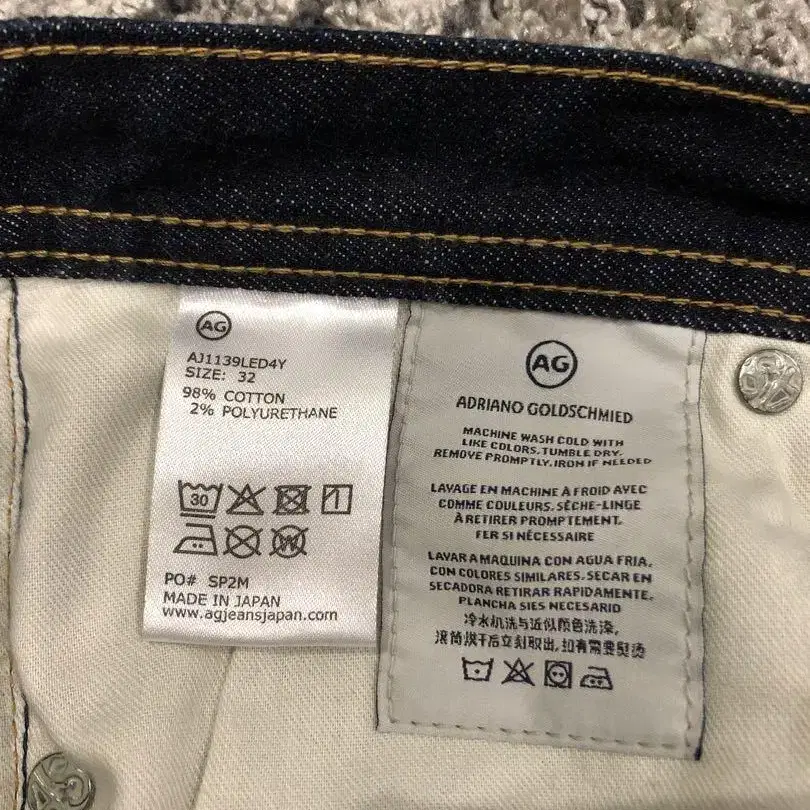 AG
AJ1139LED4Y
SIZE: 32
98% COTTON
2% POLYURETHANE
30
W
PO# SP2M
MADE IN JAPAN
www.agjeansjapan.com
AG
ADRIANO GOLDSCHMIED
MACHINE WASH COLD WITH
LIKE COLORS. TUMBLE DRY.
REMOVE PROMPTLY. IRON IF NEEDED
LAVAGE EN MACHINE À FROID AVEC
COMME COULEURS. SÈCHE-LINGE
À RETIRER PROMPTEMENT.
FER SI NÉCESSAIRE
LAVAR A MAQUINA CON AGUA FRIA.
CON COLORES SIMILARES. SECAR EN
SECADORA RETIRAR RAPIDAMENTE.
PLANCHA SIES NECESARIO
冷水机洗与近似颜色洗涤,
滚筒烘干后立刻取出,如有需要熨烫